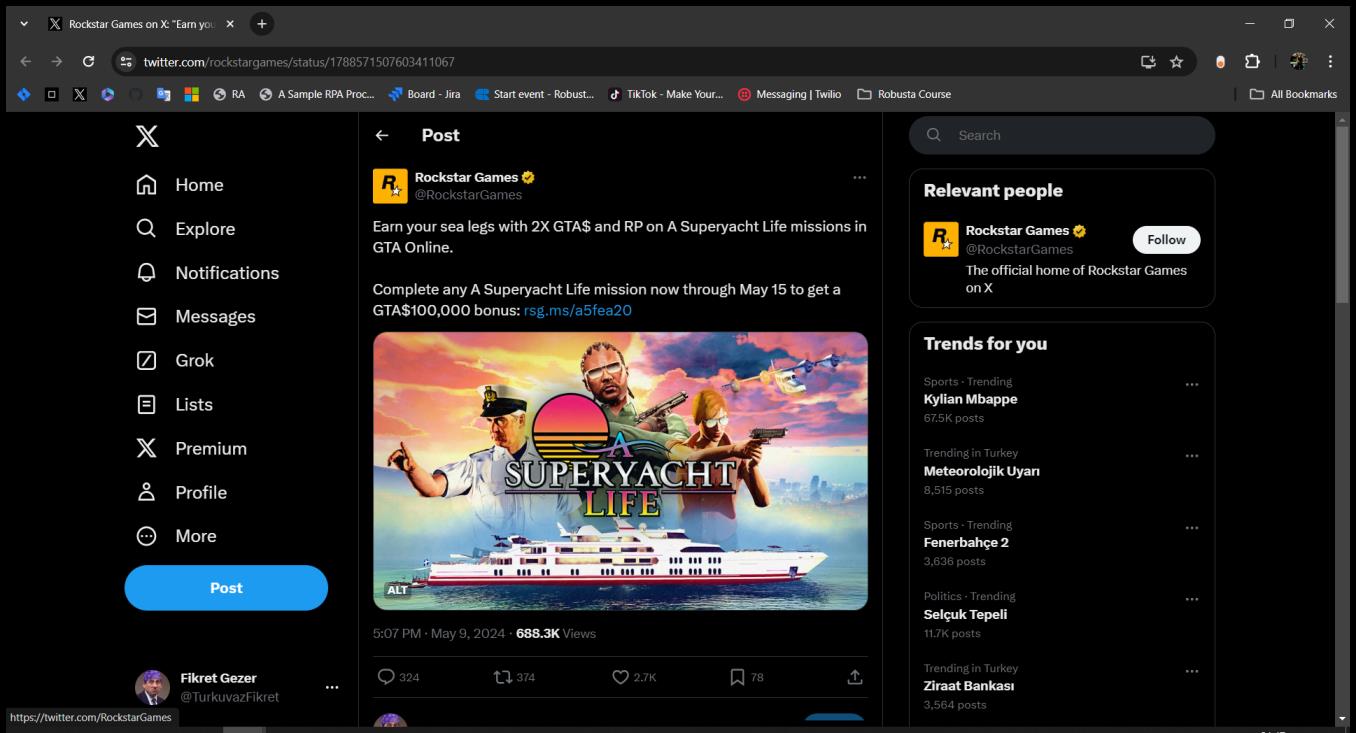 Rockstar Games on X: "Earn you
twitter.com/rockstargames/status/1788571507603411067
RA
A Sample RPA Proc...
Board - Jira
Start event - Robust...
TikTok - Make Your...
Messaging | Twilio
Robusta Course
All Bookmarks
Home
Explore
Notifications
Messages
Grok
Lists
Premium
Profile
More
Post
Fikret Gezer
@TurkuvazFikret
https://twitter.com/RockstarGames
Post
Rockstar Games
@RockstarGames
Earn your sea legs with 2X GTA$ and RP on A Superyacht Life missions in
GTA Online.
Complete any A Superyacht Life mission now through May 15 to get a
GTA$100,000 bonus: rsg.ms/a5fea20
A
SUPERYACHT
LIFE
ALT
5:07 PM · May 9, 2024 · 688.3K Views
324 374 2.7K 78
Search
Relevant people
Rockstar Games
@RockstarGames
Follow
The official home of Rockstar Games
on X
Trends for you
Sports · Trending
Kylian Mbappe
67.5K posts
Trending in Turkey
Meteorolojik Uyarı
8,515 posts
Sports · Trending
Fenerbahçe 2
3,636 posts
Politics · Trending
Selçuk Tepeli
11.7K posts
Trending in Turkey
Ziraat Bankası
3,564 posts